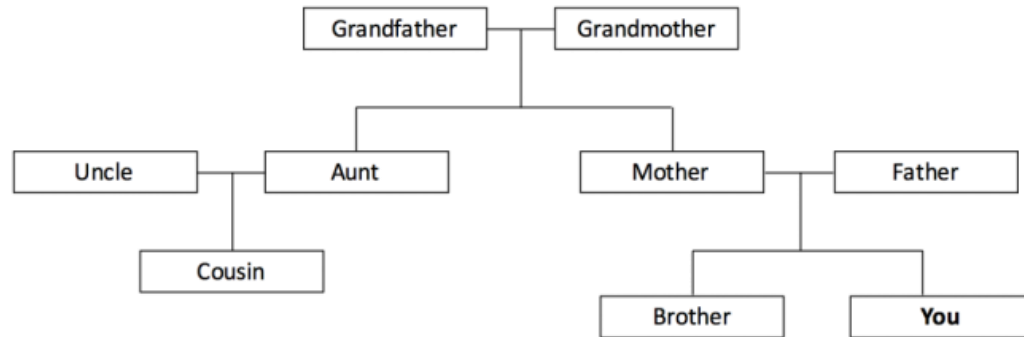 Grandfather
Grandmother
Uncle
Aunt
Mother
Father
Cousin
Brother
You